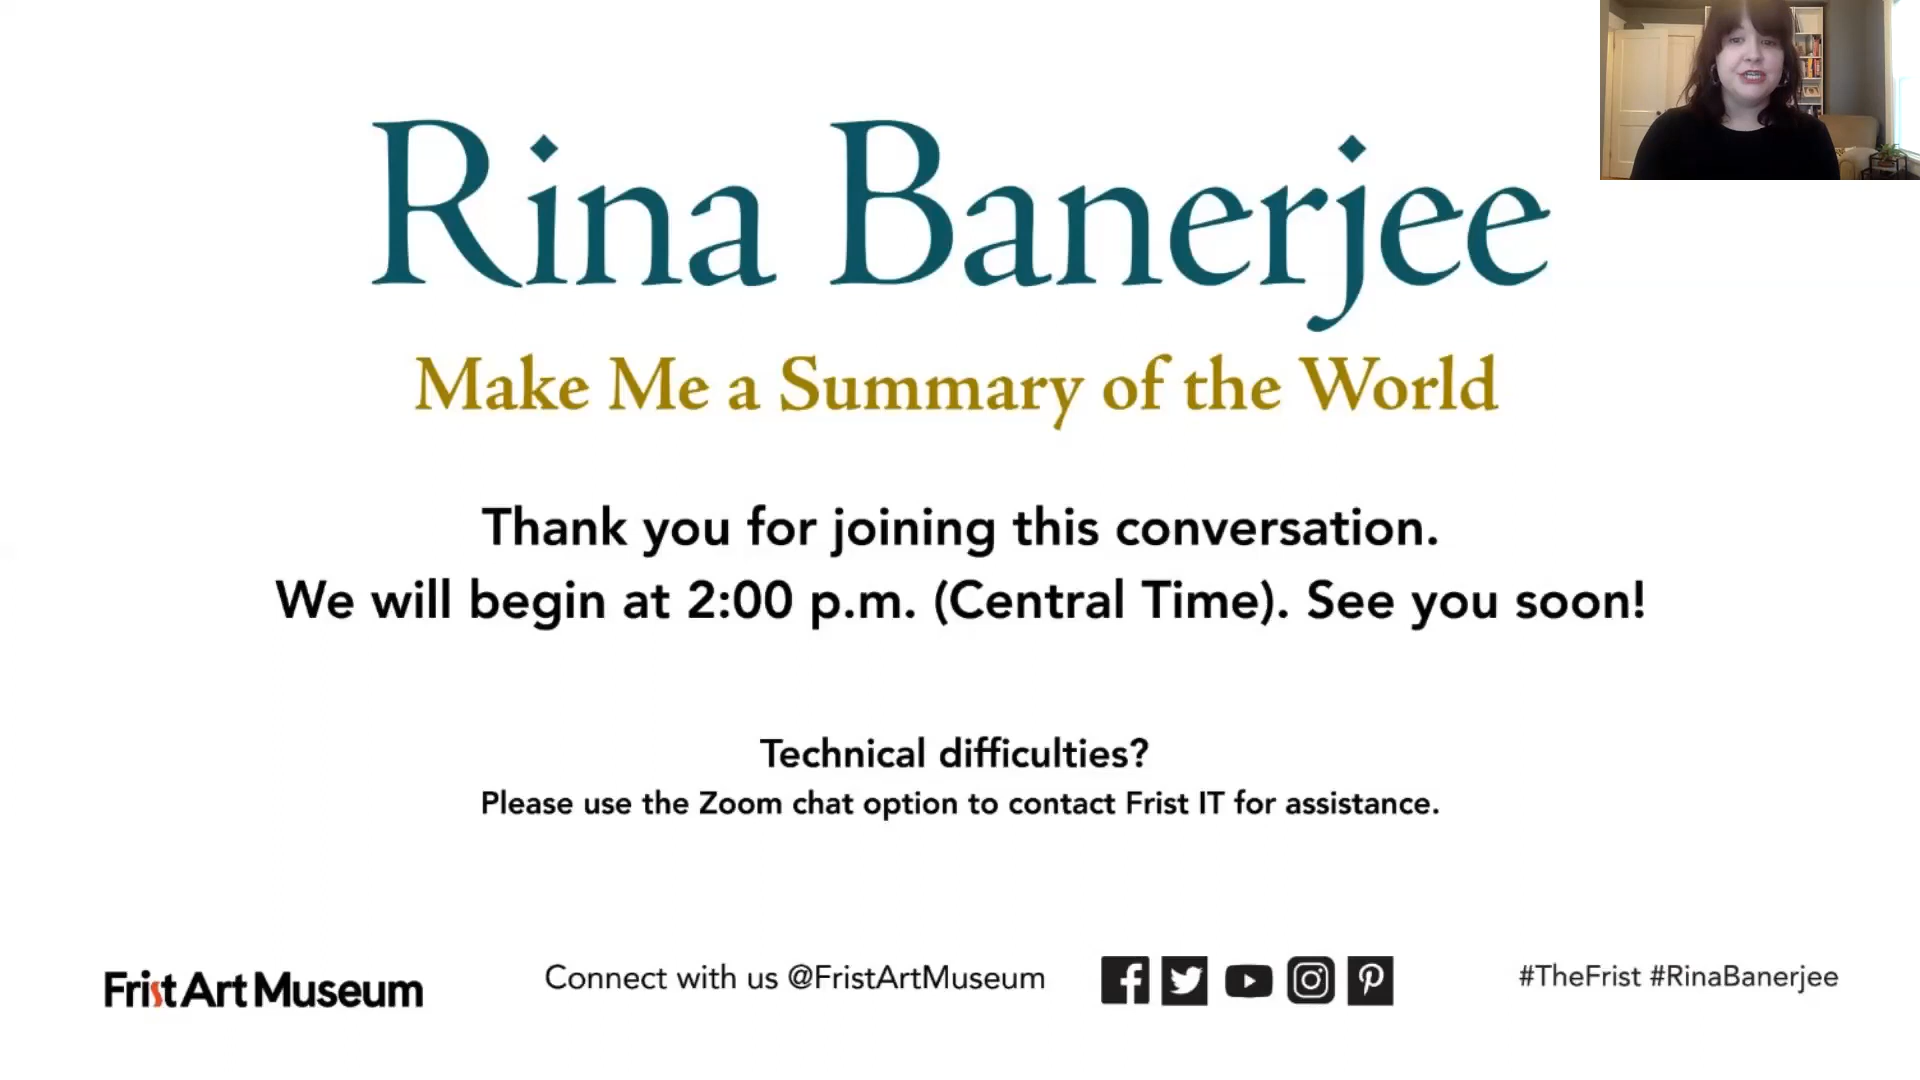 Rina Banerjee
Make Me a Summary of the World
Thank you for joining this conversation.
We will begin at 2:00 p.m. (Central Time). See you soon!
Technical difficulties?
Please use the Zoom chat option to contact Frist IT for assistance.
Frist Art Museum
Connect with us @FristArtMuseum
#TheFrist #RinaBanerjee